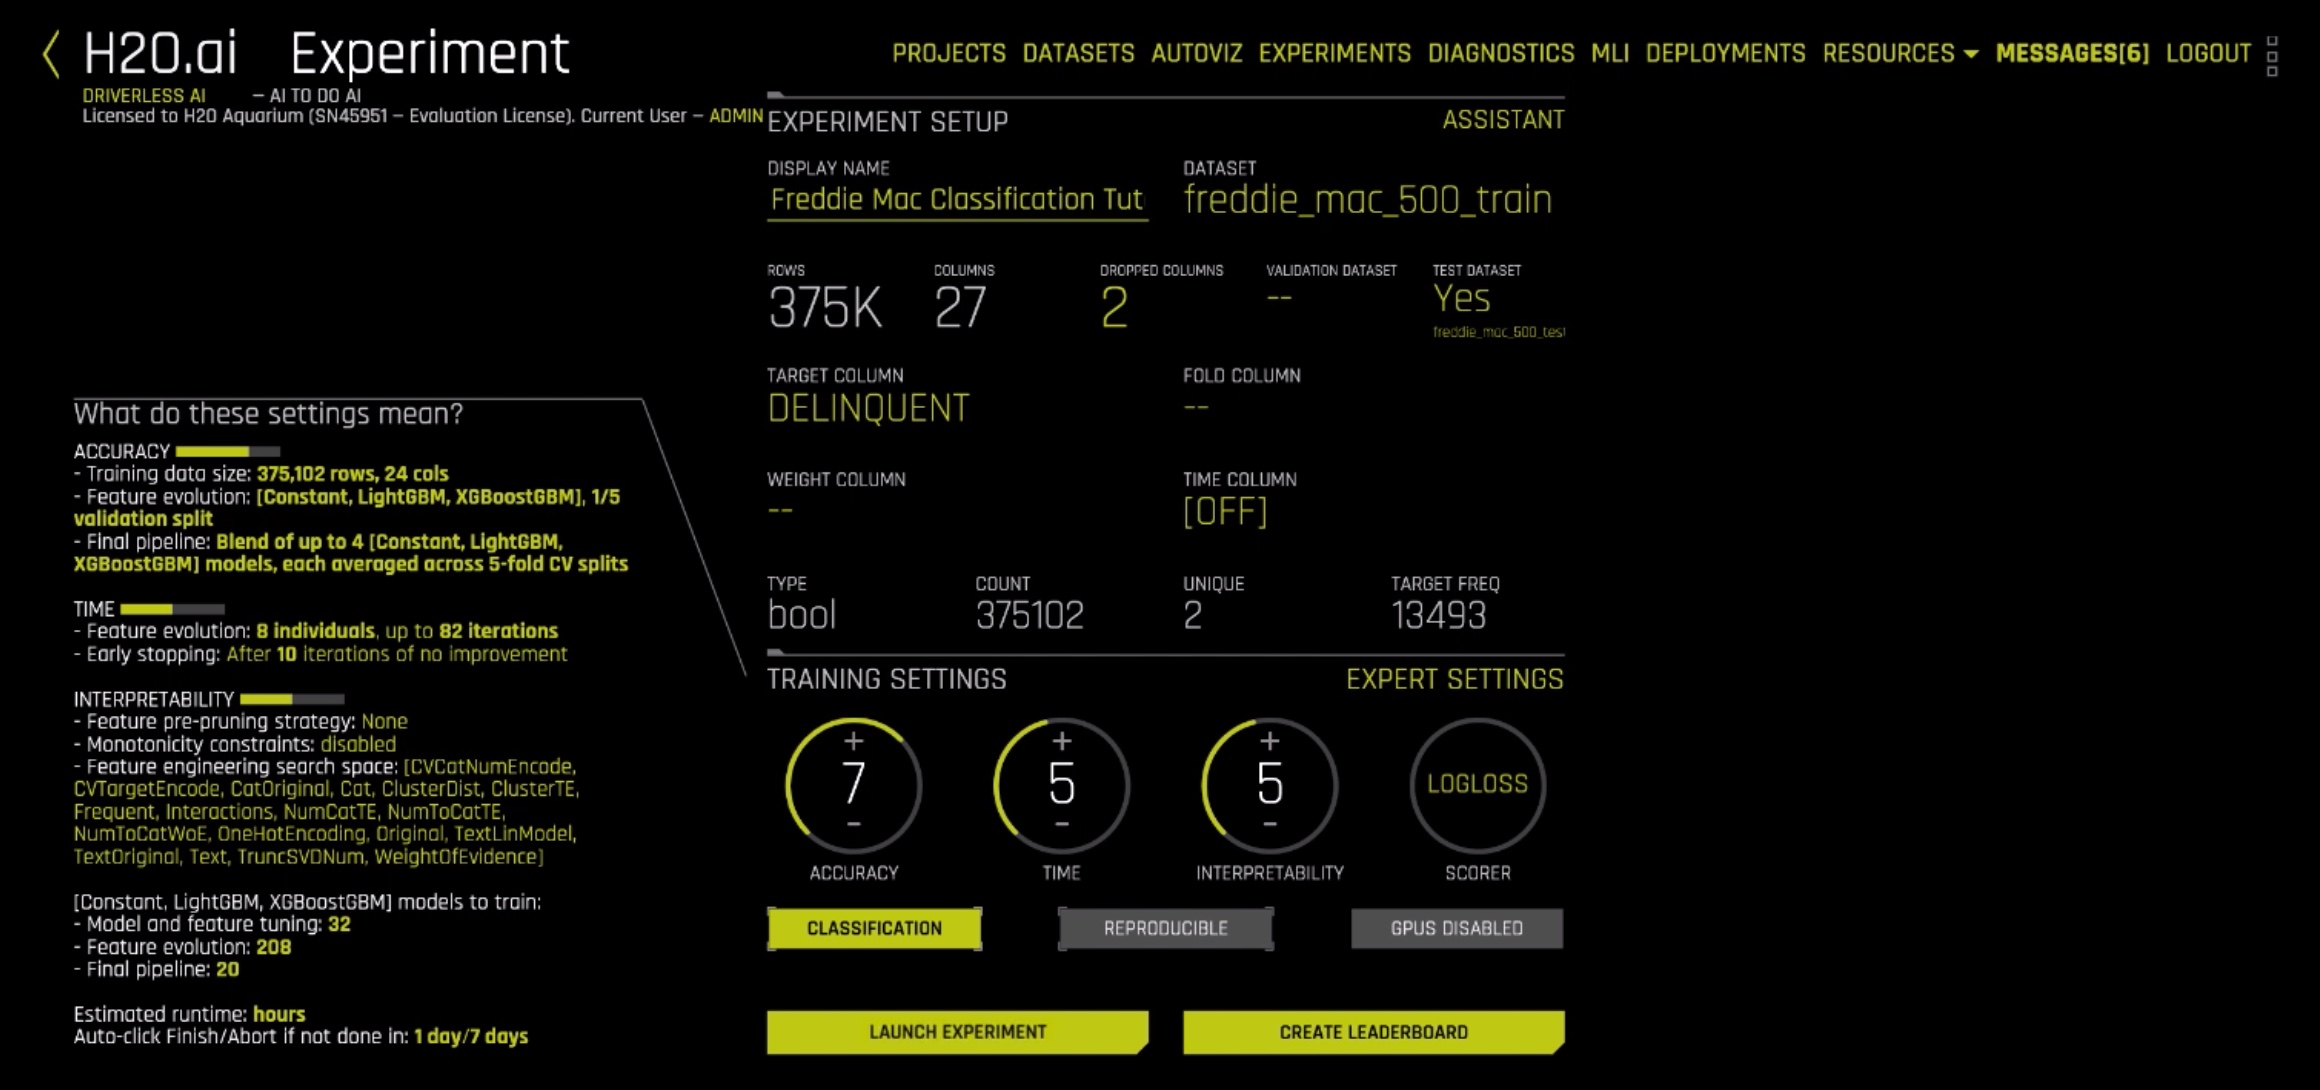 H2O.ai Experiment
DRIVERLESS AI – AI TO DO AI
Licensed to H2O Aquarium (SN45951 – Evaluation License). Current User – ADMIN
PROJECTS DATASETS AUTOVIZ EXPERIMENTS DIAGNOSTICS MLI DEPLOYMENTS RESOURCES MESSAGES[6] LOGOUT
EXPERIMENT SETUP ASSISTANT
DISPLAY NAME DATASET
Freddie Mac Classification Tut freddie_mac_500_train
ROWS COLUMNS DROPPED COLUMNS VALIDATION DATASET TEST DATASET
375K 27 2 -- Yes
freddie_mac_500_test
TARGET COLUMN FOLD COLUMN
DELINQUENT --
WEIGHT COLUMN TIME COLUMN
-- [OFF]
TYPE COUNT UNIQUE TARGET FREQ
bool 375102 2 13493
What do these settings mean?
ACCURACY
- Training data size: 375,102 rows, 24 cols
- Feature evolution: [Constant, LightGBM, XGBoostGBM], 1/5
validation split
- Final pipeline: Blend of up to 4 [Constant, LightGBM,
XGBoostGBM] models, each averaged across 5-fold CV splits
TIME
- Feature evolution: 8 individuals, up to 82 iterations
- Early stopping: After 10 iterations of no improvement
INTERPRETABILITY
- Feature pre-pruning strategy: None
- Monotonicity constraints: disabled
- Feature engineering search space: [CVCatNumEncode,
CVTargetEncode, CatOriginal, Cat, ClusterDist, ClusterTE,
Frequent, Interactions, NumCatTE, NumToCatTE,
NumToCatWoE, OneHotEncoding, Original, TextLinModel,
TextOriginal, Text, TruncSVDNum, WeightOfEvidence]
[Constant, LightGBM, XGBoostGBM] models to train:
- Model and feature tuning: 32
- Feature evolution: 208
- Final pipeline: 20
Estimated runtime: hours
Auto-click Finish/Abort if not done in: 1 day/7 days
TRAINING SETTINGS EXPERT SETTINGS
+ + +
7 5 5 LOGLOSS
- - -
ACCURACY TIME INTERPRETABILITY SCORER
CLASSIFICATION REPRODUCIBLE GPUS DISABLED
LAUNCH EXPERIMENT CREATE LEADERBOARD